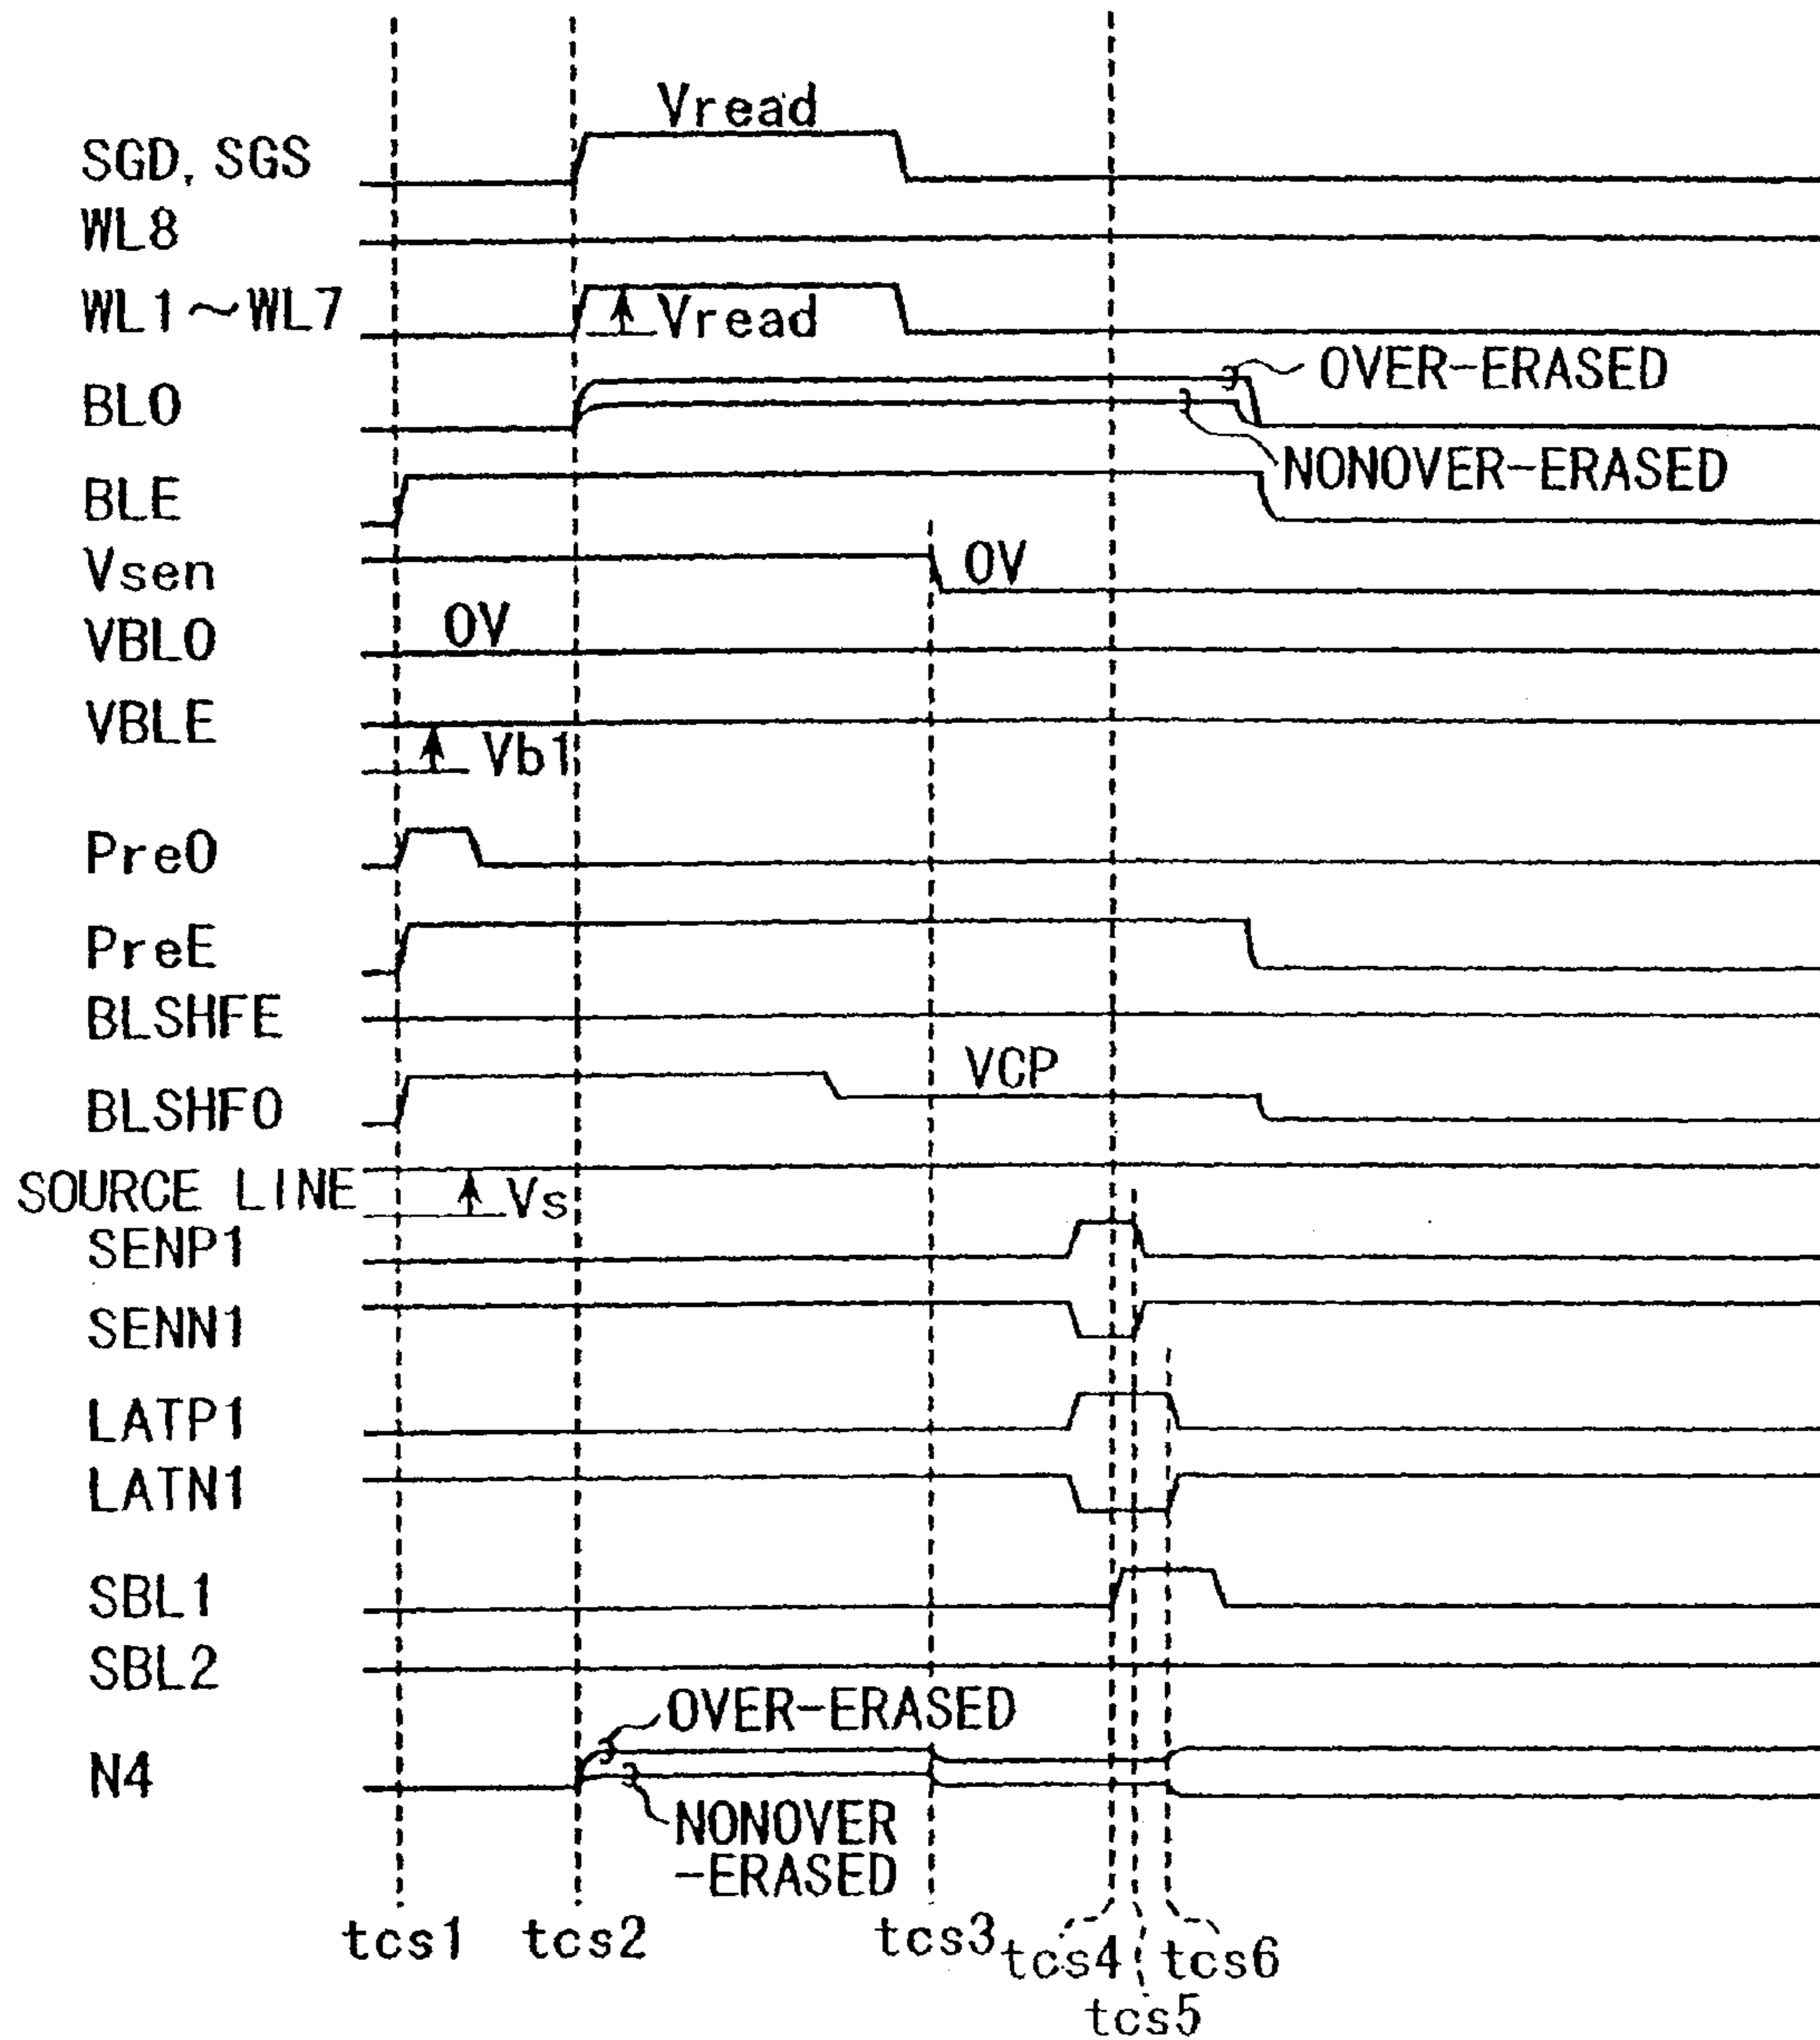 Vread
SGD, SGS
WL8
WL1~WL7
Vread
OVER-ERASED
BLO
NONOVER-ERASED
BLE
Vsen
0V
VBLO
0V
VBLE
Vb1
PreO
PreE
BLSHFE
VCP
BLSHFO
SOURCE LINE
Vs
SENP1
SENN1
LATP1
LATN1
SBL1
SBL2
OVER-ERASED
N4
NONOVER
-ERASED
tcs1
tcs2
tcs3
tcs4
tcs6
tcs5